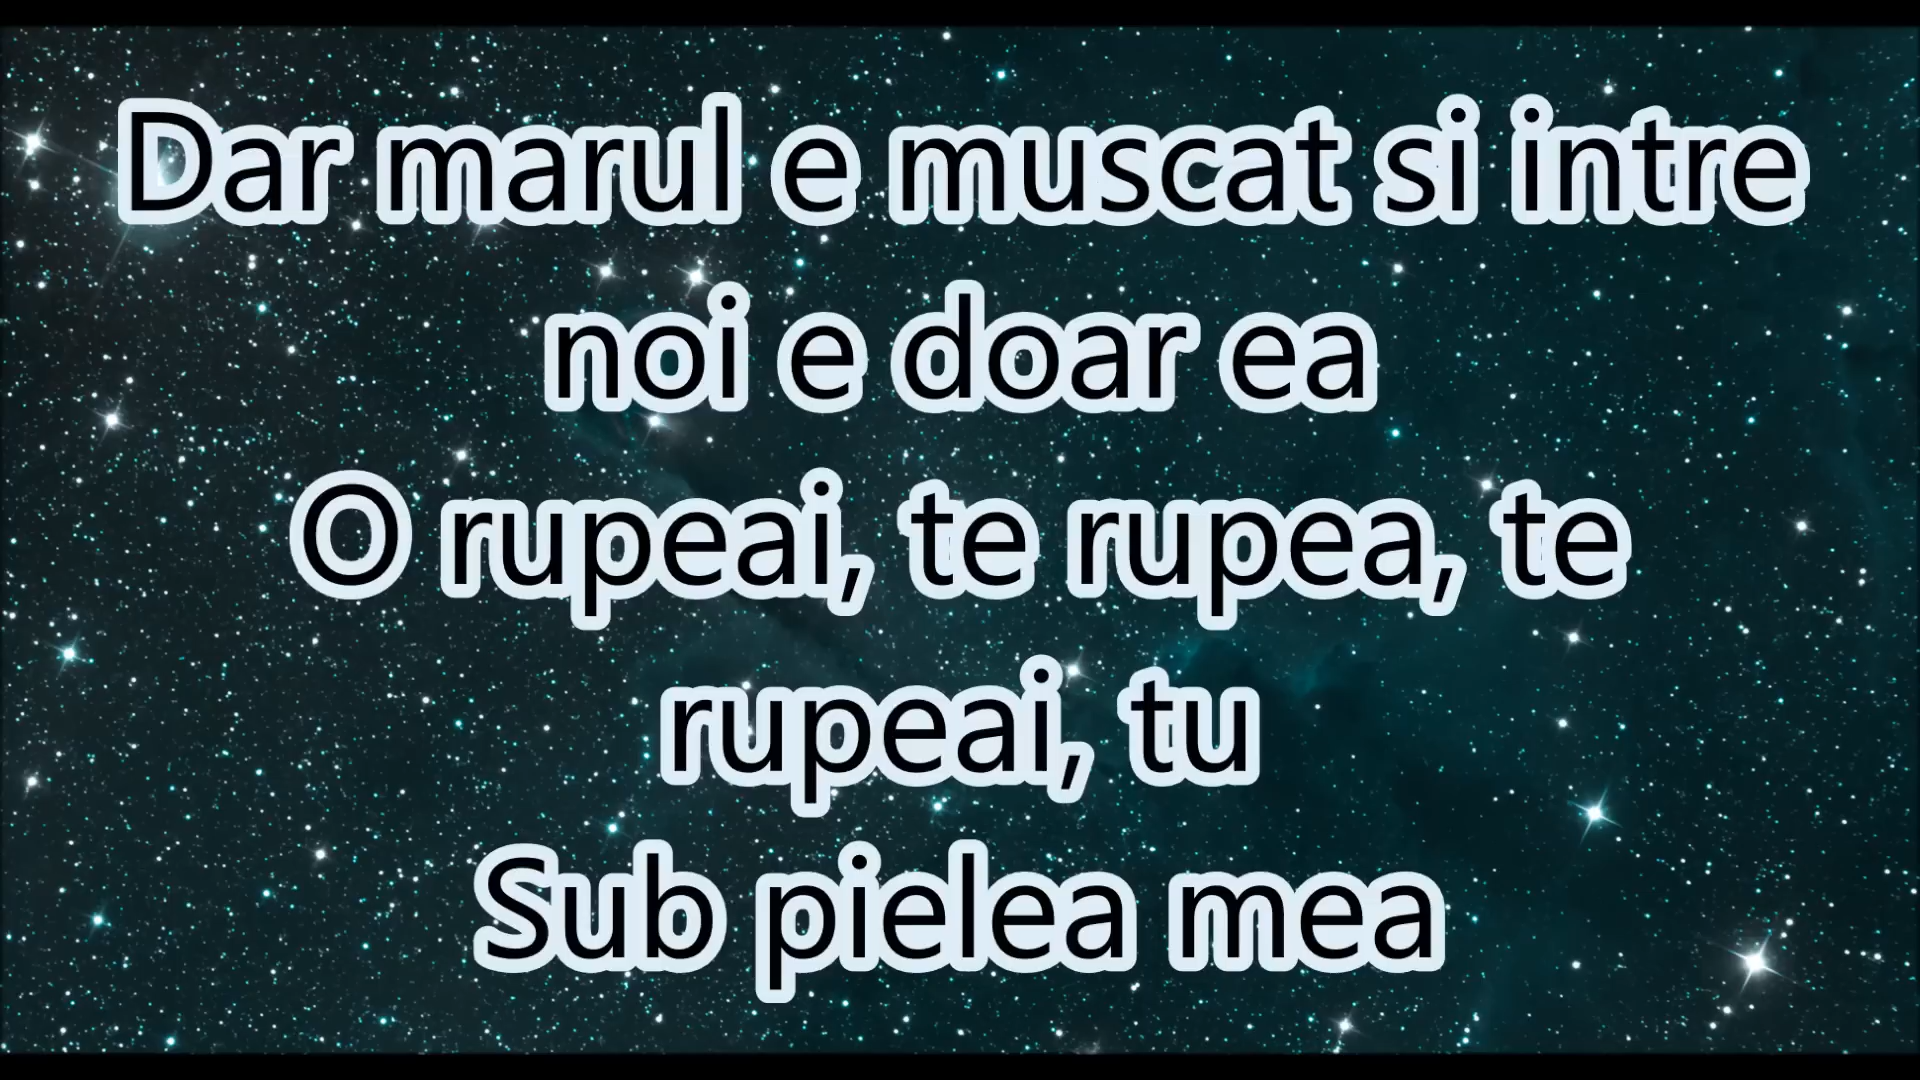 Dar marul e muscat si intre
noi e doar ea
O rupeai, te rupea, te
rupeai, tu
Sub pielea mea